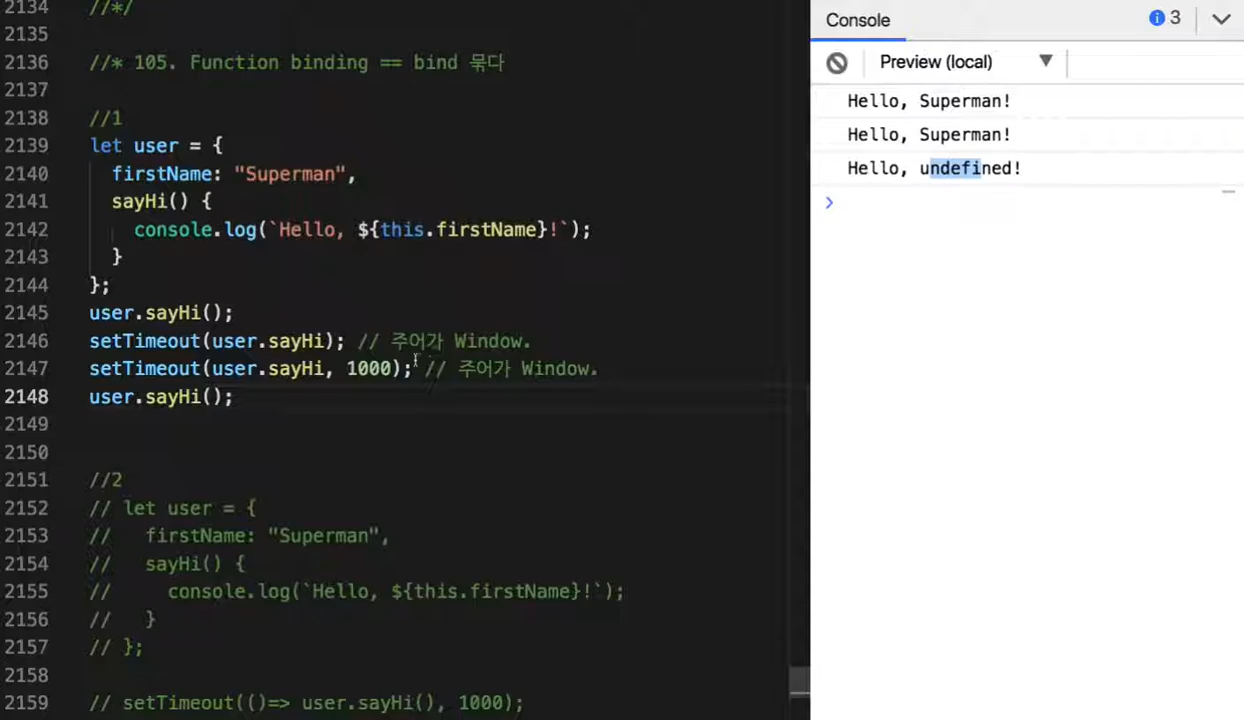 2134 //*/
2135
2136 //* 105. Function binding == bind 묶다
2137
2138 //1
2139 let user = {
2140 firstName: "Superman",
2141 sayHi() {
2142 console.log(`Hello, ${this.firstName}!`);
2143 }
2144 };
2145 user.sayHi();
2146 setTimeout(user.sayHi); // 주어가 Window.
2147 setTimeout(user.sayHi, 1000); // 주어가 Window.
2148 user.sayHi();
2149
2150
2151 //2
2152 // let user = {
2153 // firstName: "Superman",
2154 // sayHi() {
2155 // console.log(`Hello, ${this.firstName}!`);
2156 // }
2157 // };
2158
2159 // setTimeout(()=> user.sayHi(), 1000);
Console
3
Preview (local)
Hello, Superman!
Hello, Superman!
Hello, undefined!